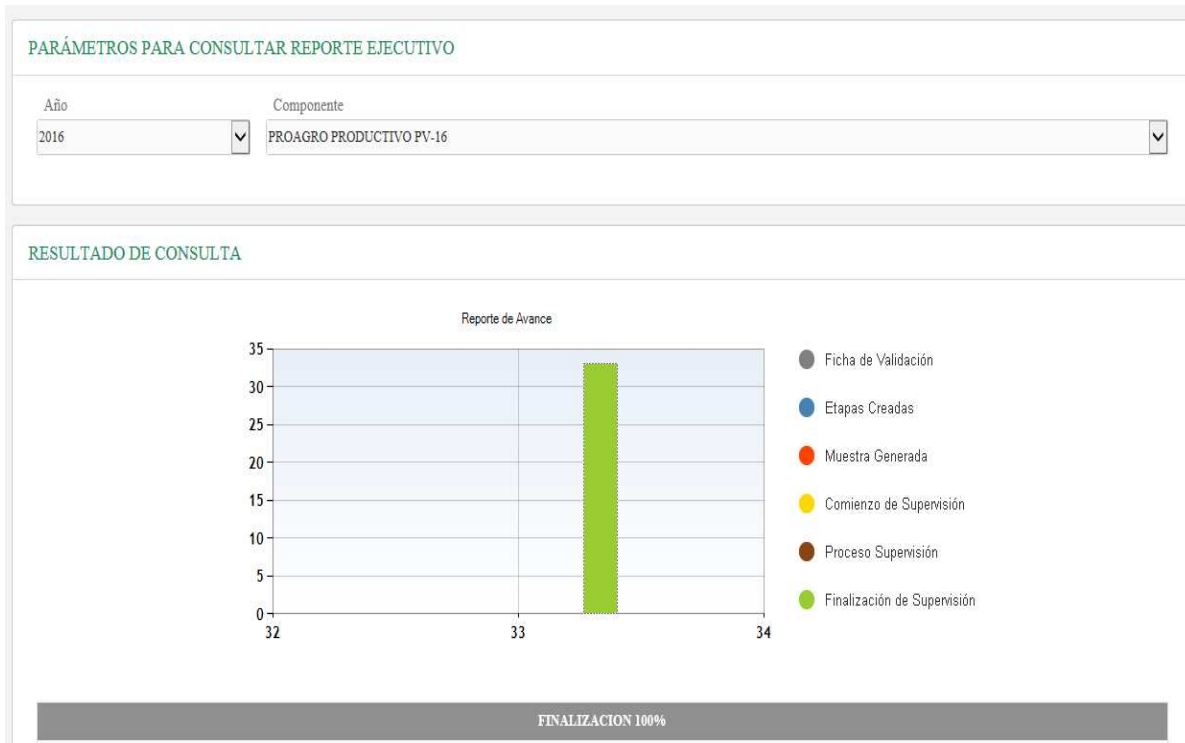 PARÁMETROS PARA CONSULTAR REPORTE EJECUTIVO
Año Componente
2016 PROAGRO PRODUCTIVO PV-16
RESULTADO DE CONSULTA
Reporte de Avance
35
30
25
20
15
10
5
0
32 33 34
Ficha de Validación
Etapas Creadas
Muestra Generada
Comienzo de Supervisión
Proceso Supervisión
Finalización de Supervisión
FINALIZACION 100%